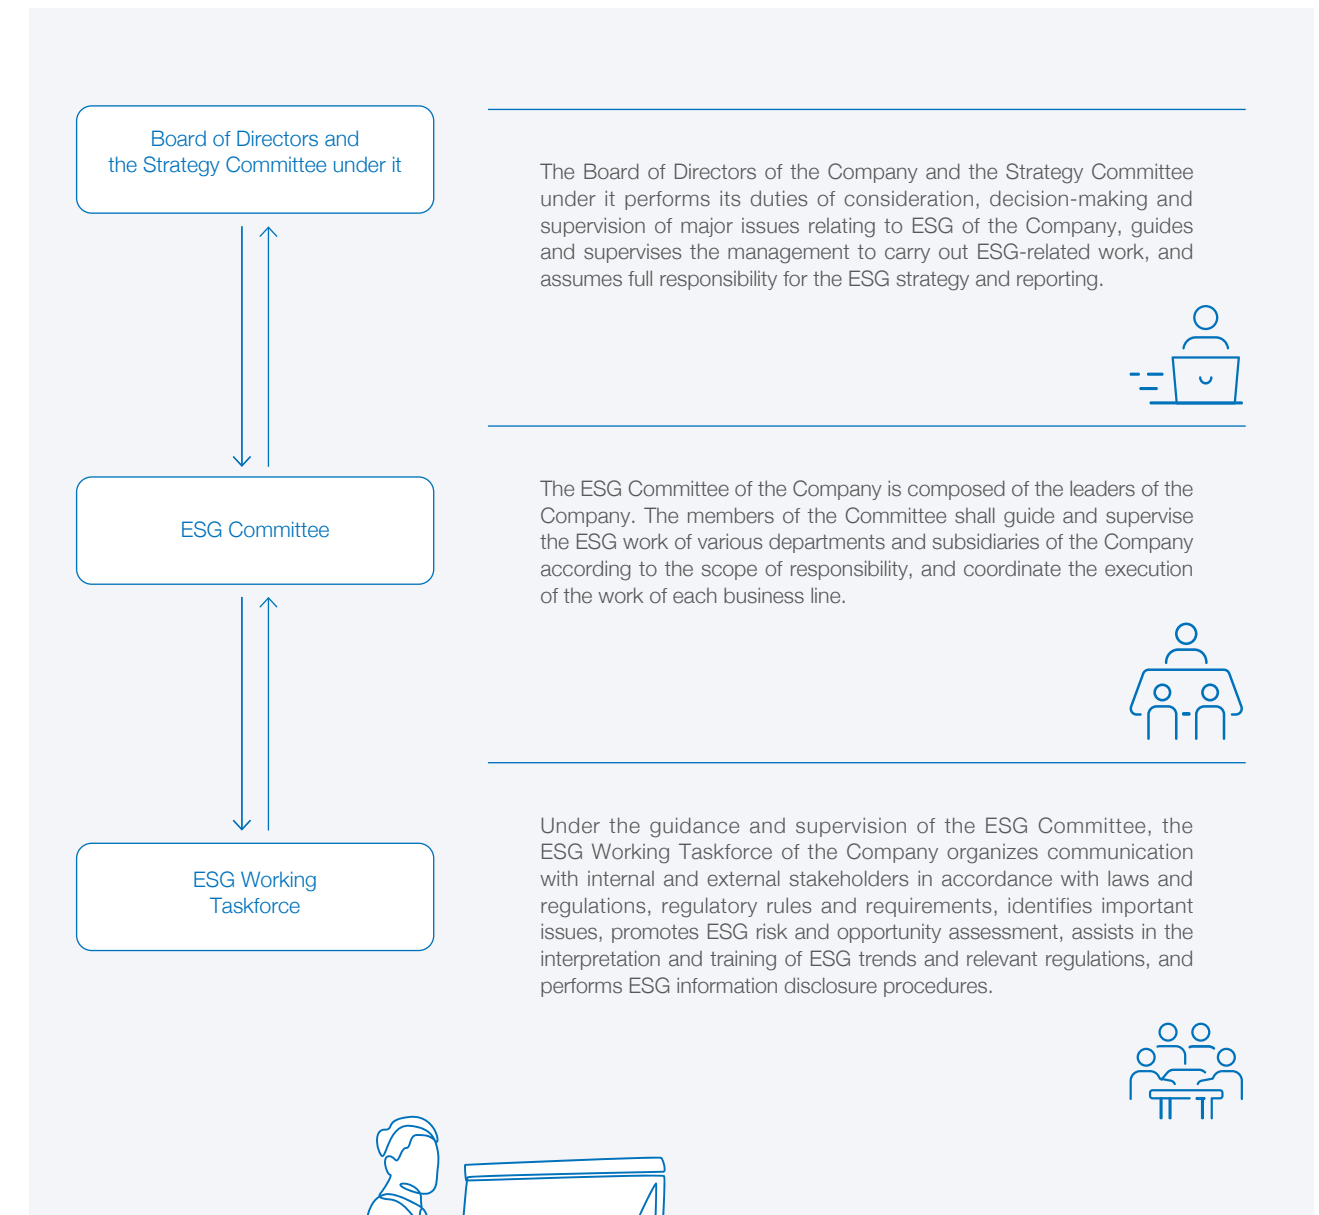 Board of Directors and
the Strategy Committee under it
The Board of Directors of the Company and the Strategy Committee
under it performs its duties of consideration, decision-making and
supervision of major issues relating to ESG of the Company, guides
and supervises the management to carry out ESG-related work, and
assumes full responsibility for the ESG strategy and reporting.
ESG Committee
The ESG Committee of the Company is composed of the leaders of the
Company. The members of the Committee shall guide and supervise
the ESG work of various departments and subsidiaries of the Company
according to the scope of responsibility, and coordinate the execution
of the work of each business line.
ESG Working
Taskforce
Under the guidance and supervision of the ESG Committee, the
ESG Working Taskforce of the Company organizes communication
with internal and external stakeholders in accordance with laws and
regulations, regulatory rules and requirements, identifies important
issues, promotes ESG risk and opportunity assessment, assists in the
interpretation and training of ESG trends and relevant regulations, and
performs ESG information disclosure procedures.